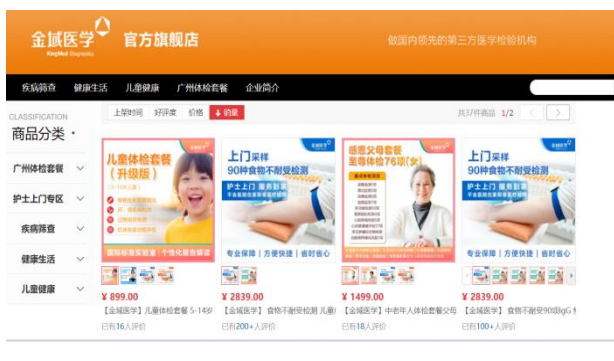 金域医学
KingMed Diagnostics
官方旗舰店
做国内领先的第三方医学检验机构
疾病筛查 健康生活 儿童健康 广州体检套餐 企业简介
CLASSIFICATION
商品分类
广州体检套餐
护士上门专区
疾病筛查
健康生活
儿童健康
上架时间 好评度 价格 销量
共37件商品 1/2
儿童体检套餐
（升级版）
国际标准实验室 | 个性化报告解读
¥ 899.00
【金域医学】儿童体检套餐 5-14岁
已有16人评价
上门采样
90种食物不耐受检测
护士上门 服务到家
专业保障 | 方便快捷 | 省时省心
¥ 2839.00
【金域医学】 食物不耐受检测 儿童
已有200+人评价
感恩父母套餐
至尊体检76项(女)
¥ 1499.00
【金域医学】中老年人体检套餐父母
已有18人评价
上门采样
90种食物不耐受检测
护士上门 服务到家
专业保障 | 方便快捷 | 省时省心
¥ 2839.00
【金域医学】 食物不耐受90项IgG
已有100+人评价